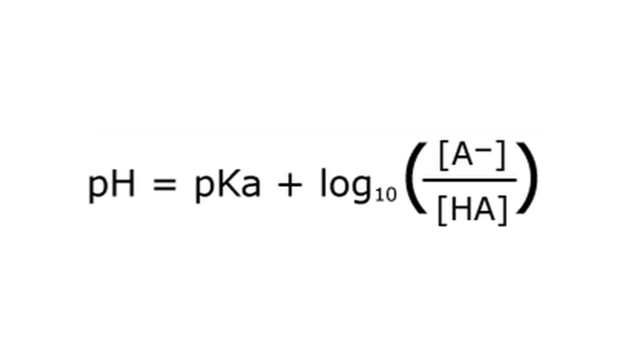 pH = pKa + log₁₀([A−]/[HA])